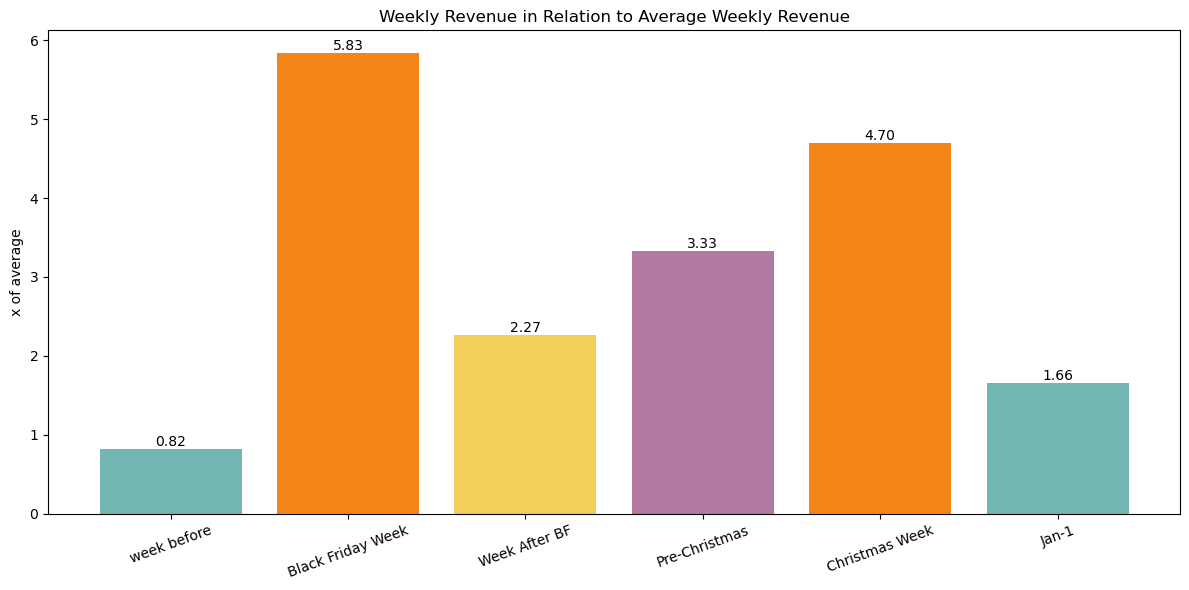 Weekly Revenue in Relation to Average Weekly Revenue
x of average
6
5
4
3
2
1
0
0.82
5.83
2.27
3.33
4.70
1.66
week before
Black Friday Week
Week After BF
Pre-Christmas
Christmas Week
Jan-1